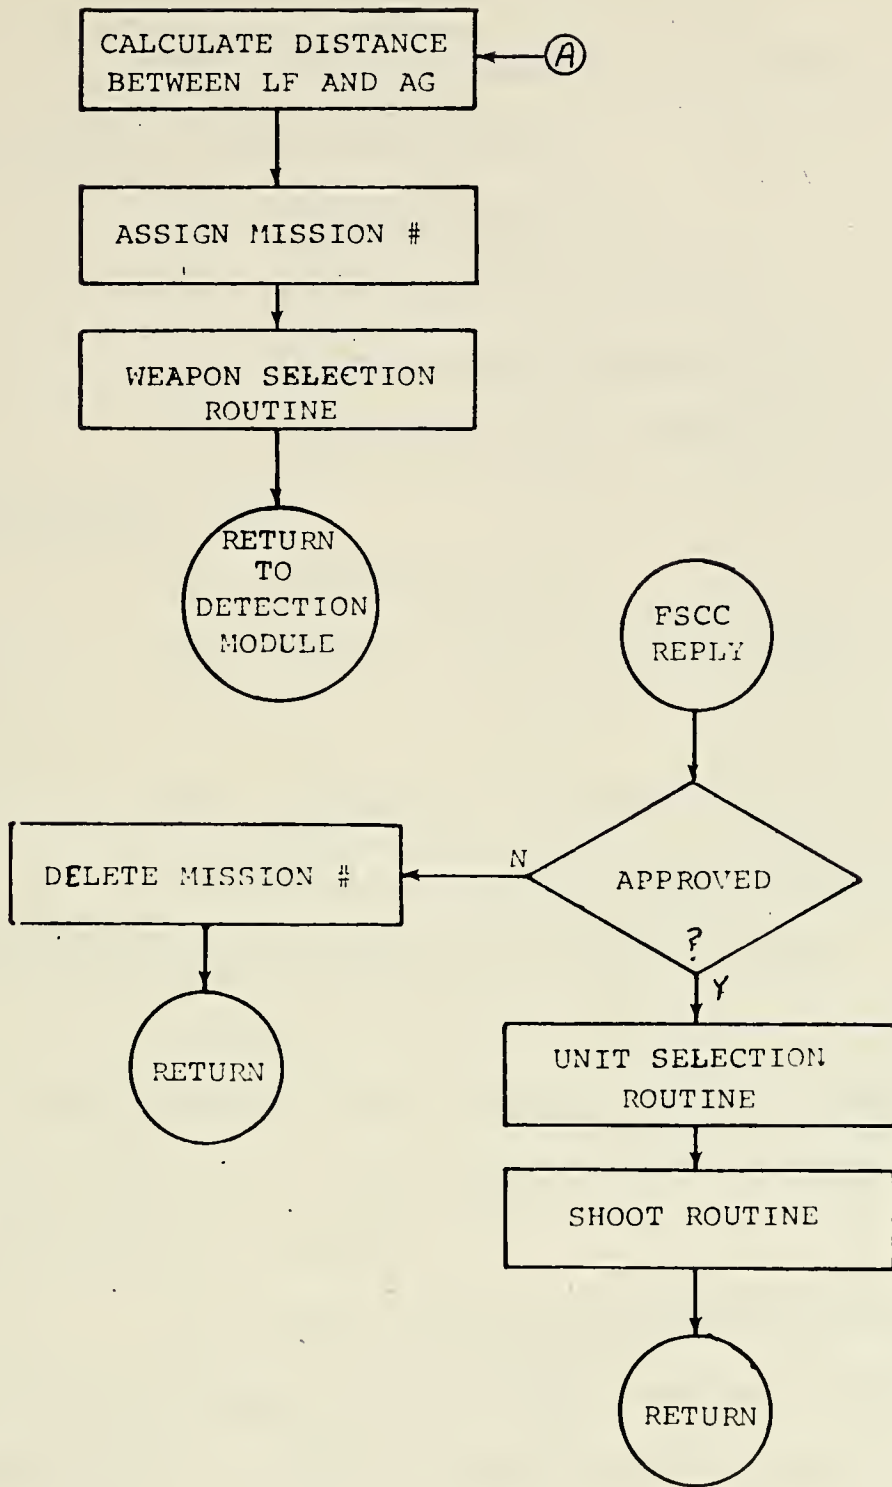 CALCULATE DISTANCE
BETWEEN LF AND AG
A
ASSIGN MISSION #
WEAPON SELECTION
ROUTINE
RETURN
TO
DETECTION
MODULE
FSCC
REPLY
APPROVED
?
N
DELETE MISSION #
RETURN
Y
UNIT SELECTION
ROUTINE
SHOOT ROUTINE
RETURN